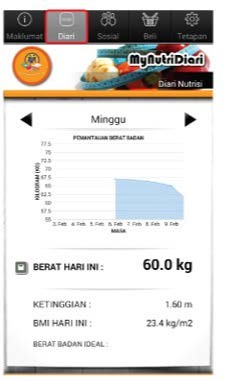 Maklumat Diari Sosial Beli Tetapan
MyNutriDiari
Diari Nutrisi
Minggu
PEMANTAUAN BERAT BADAN
KILOGRAM (KG)
77.5
75
72.5
70
67.5
65
62.5
60
57.5
55
3. Feb 4. Feb 5. Feb 6. Feb 7. Feb 8. Feb 9. Feb
MASA
BERAT HARI INI : 60.0 kg
KETINGGIAN : 1.60 m
BMI HARI INI : 23.4 kg/m2
BERAT BADAN IDEAL :